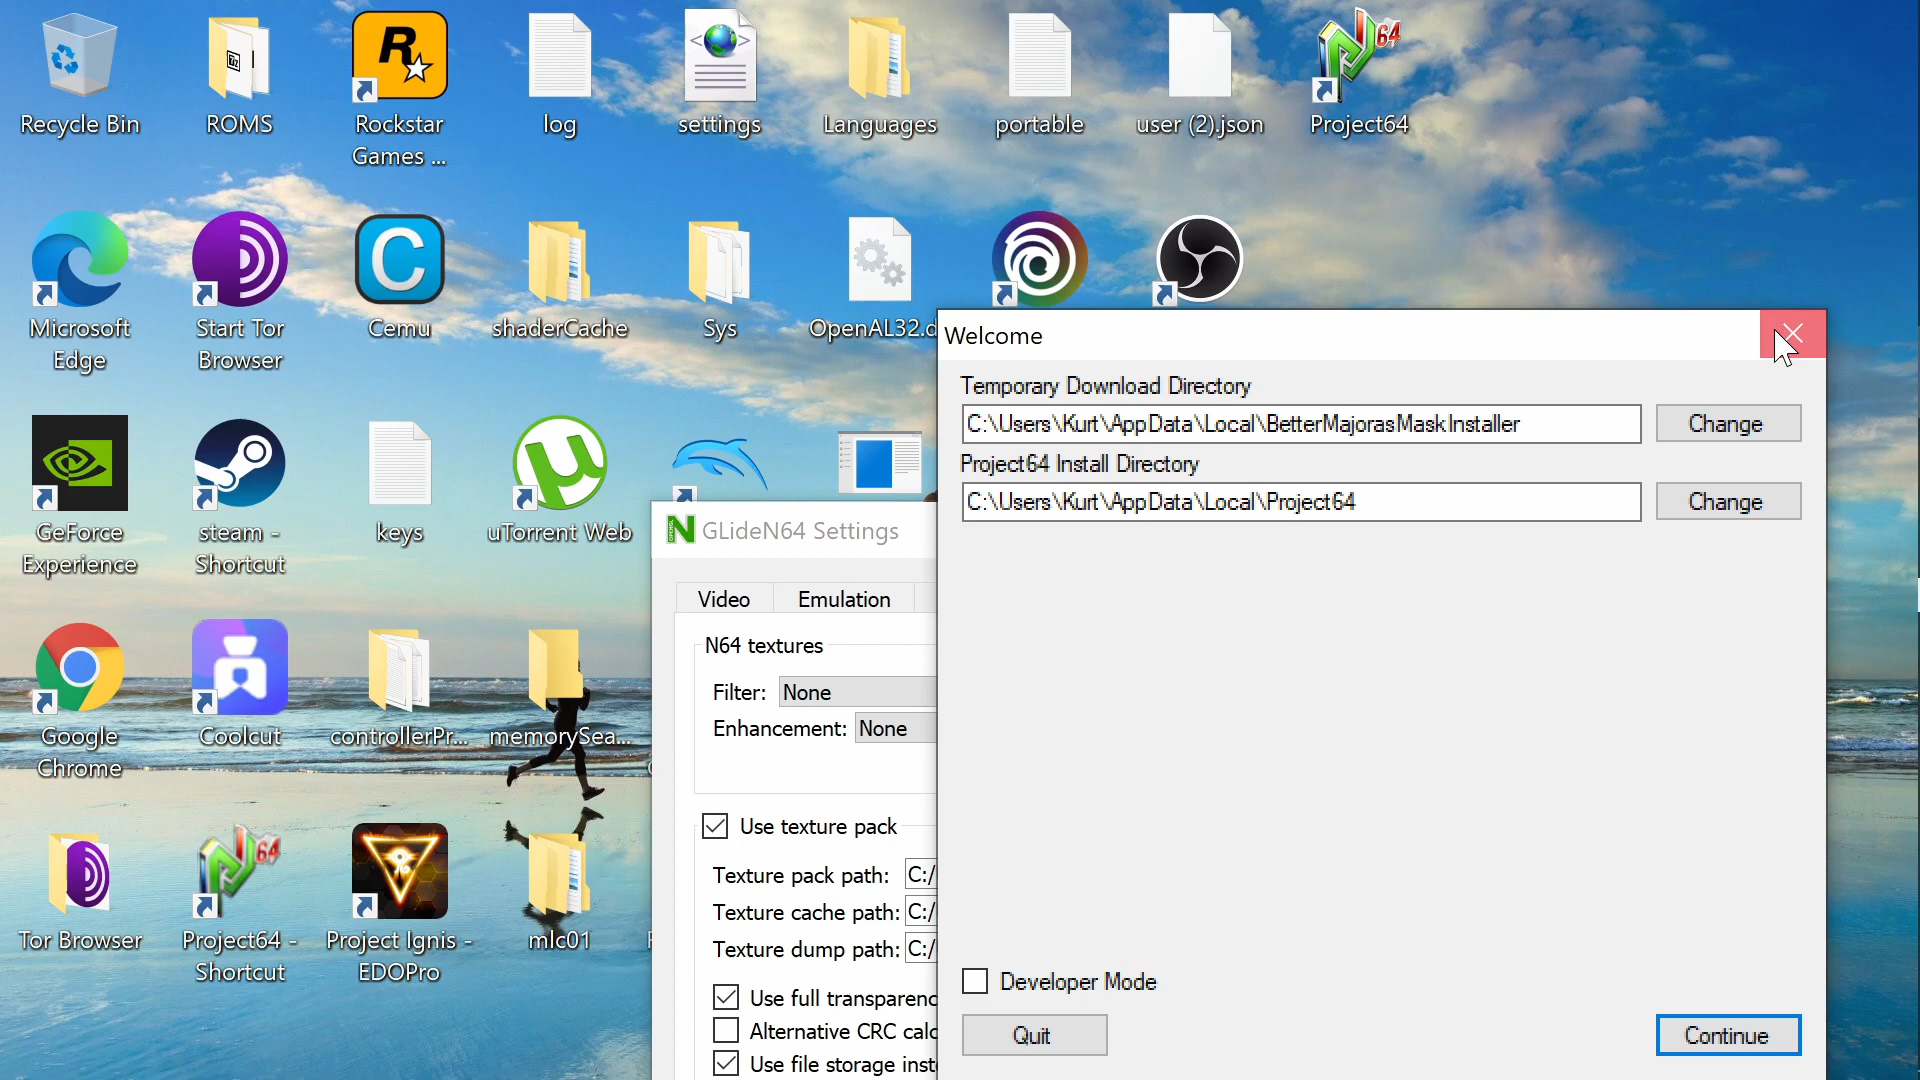 Recycle Bin
ROMS
Rockstar
Games ...
log
settings
Languages
portable
user (2).json
64
Project64
Microsoft
Edge
Start Tor
Browser
Cemu
shaderCache
Sys
OpenAL32.d
GeForce
Experience
steam -
Shortcut
keys
uTorrent Web
Google
Chrome
Coolcut
controllerPr...
memorySea...
Tor Browser
64
Project64 -
Shortcut
Project Ignis -
EDOPro
mlc01
GLideN64 Settings
Video
Emulation
N64 textures
Filter:
None
Enhancement:
None
Use texture pack
Texture pack path:
C:/
Texture cache path:
C:/
Texture dump path:
C:/
Use full transparenc
Alternative CRC calc
Use file storage inst
Welcome
Temporary Download Directory
C:\Users\Kurt\AppData\Local\BetterMajorasMaskInstaller
Change
Project64 Install Directory
C:\Users\Kurt\AppData\Local\Project64
Change
Developer Mode
Quit
Continue